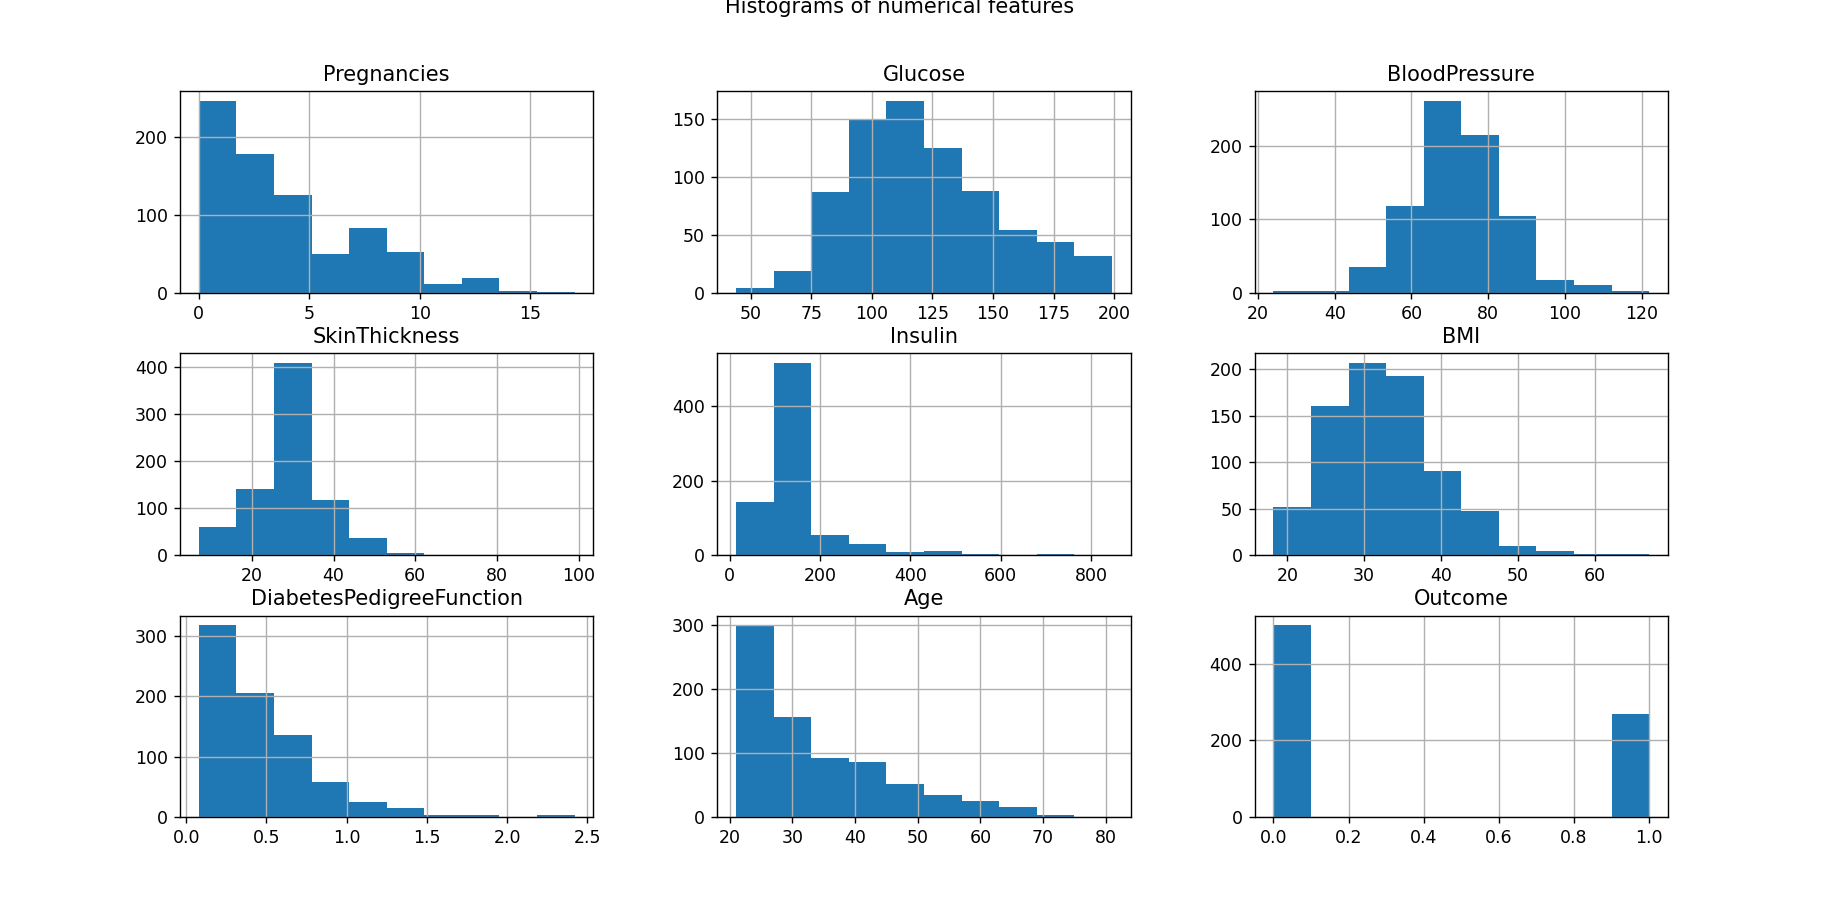 Histograms of numerical features
Pregnancies
200
100
0
0 5 10 15
Glucose
150
100
50
0
50 75 100 125 150 175 200
BloodPressure
200
100
0
20 40 60 80 100 120
SkinThickness
400
300
200
100
0
20 40 60 80 100
Insulin
400
200
0
0 200 400 600 800
BMI
200
150
100
50
0
20 30 40 50 60
DiabetesPedigreeFunction
300
200
100
0
0.0 0.5 1.0 1.5 2.0 2.5
Age
300
200
100
0
20 30 40 50 60 70 80
Outcome
400
200
0
0.0 0.2 0.4 0.6 0.8 1.0